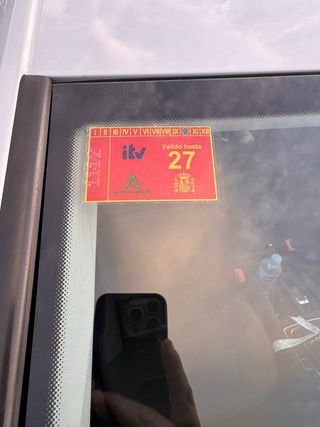 I II III IV V VI VII VIII IX XI XII
itv
Válido hasta
27